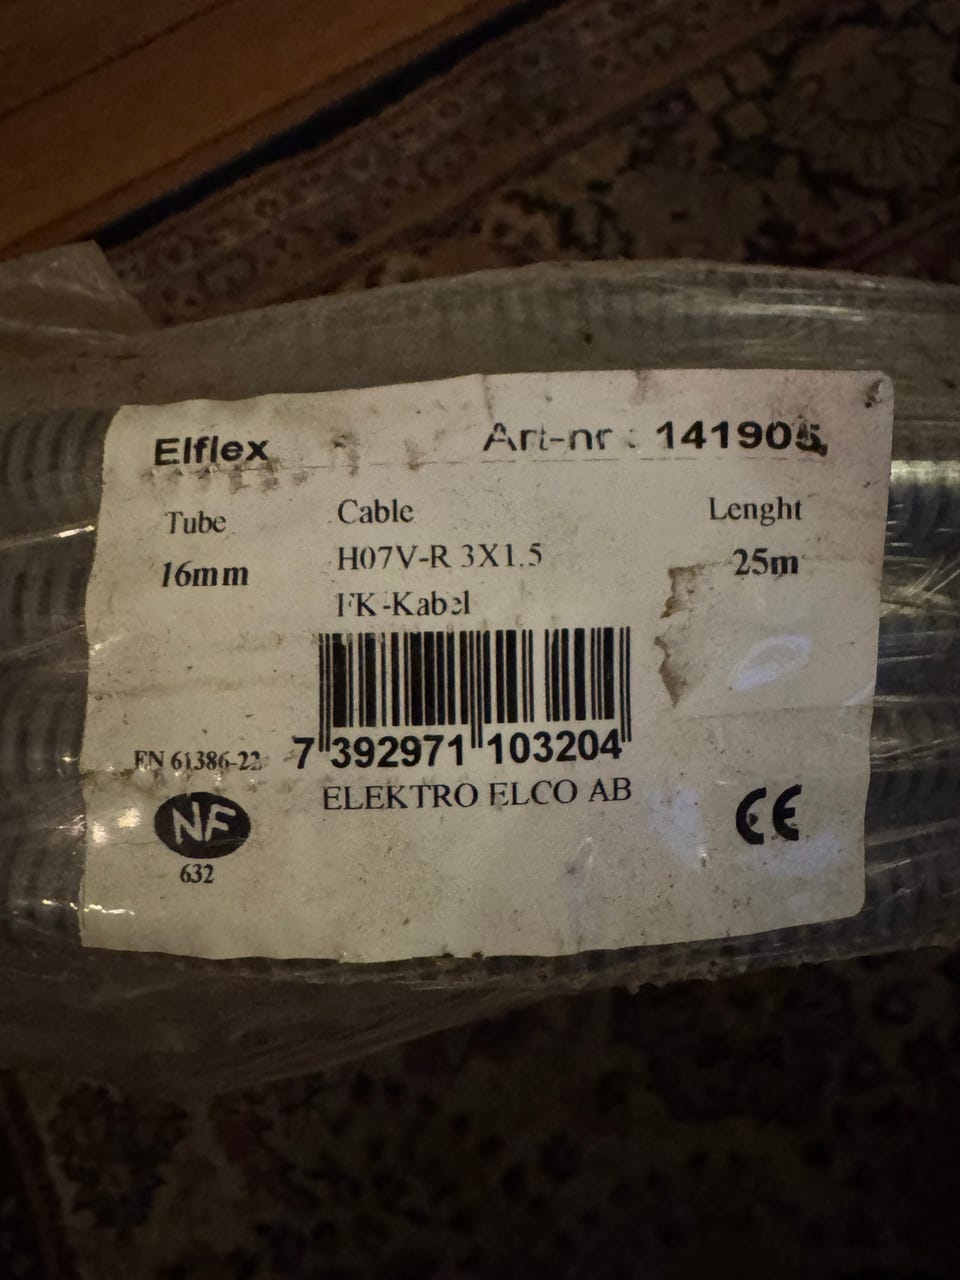 Elflex Art-nr : 141905
Tube Cable Lenght
16mm H07V-R 3X1.5 25m
FK-Kabel
7 392971 103204
EN 61386-22
ELEKTRO ELCO AB
NF CE
632